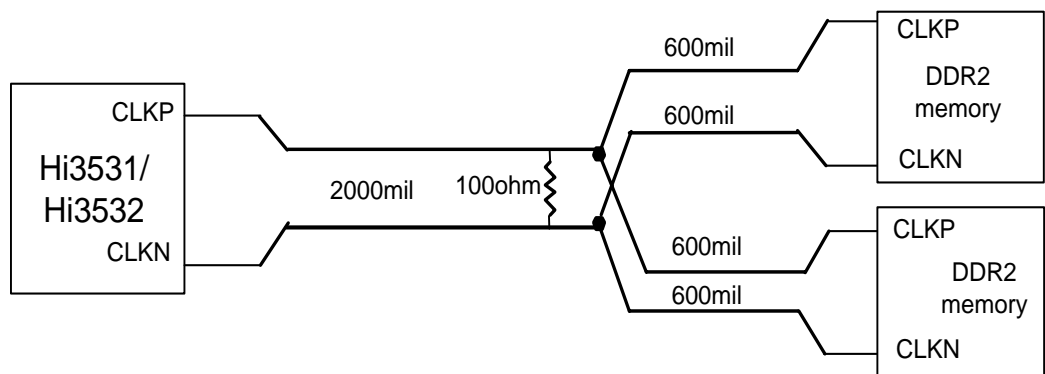 CLKP
Hi3531/
Hi3532
CLKN
2000mil
100ohm
600mil
600mil
600mil
600mil
CLKP
DDR2
memory
CLKN
CLKP
DDR2
memory
CLKN